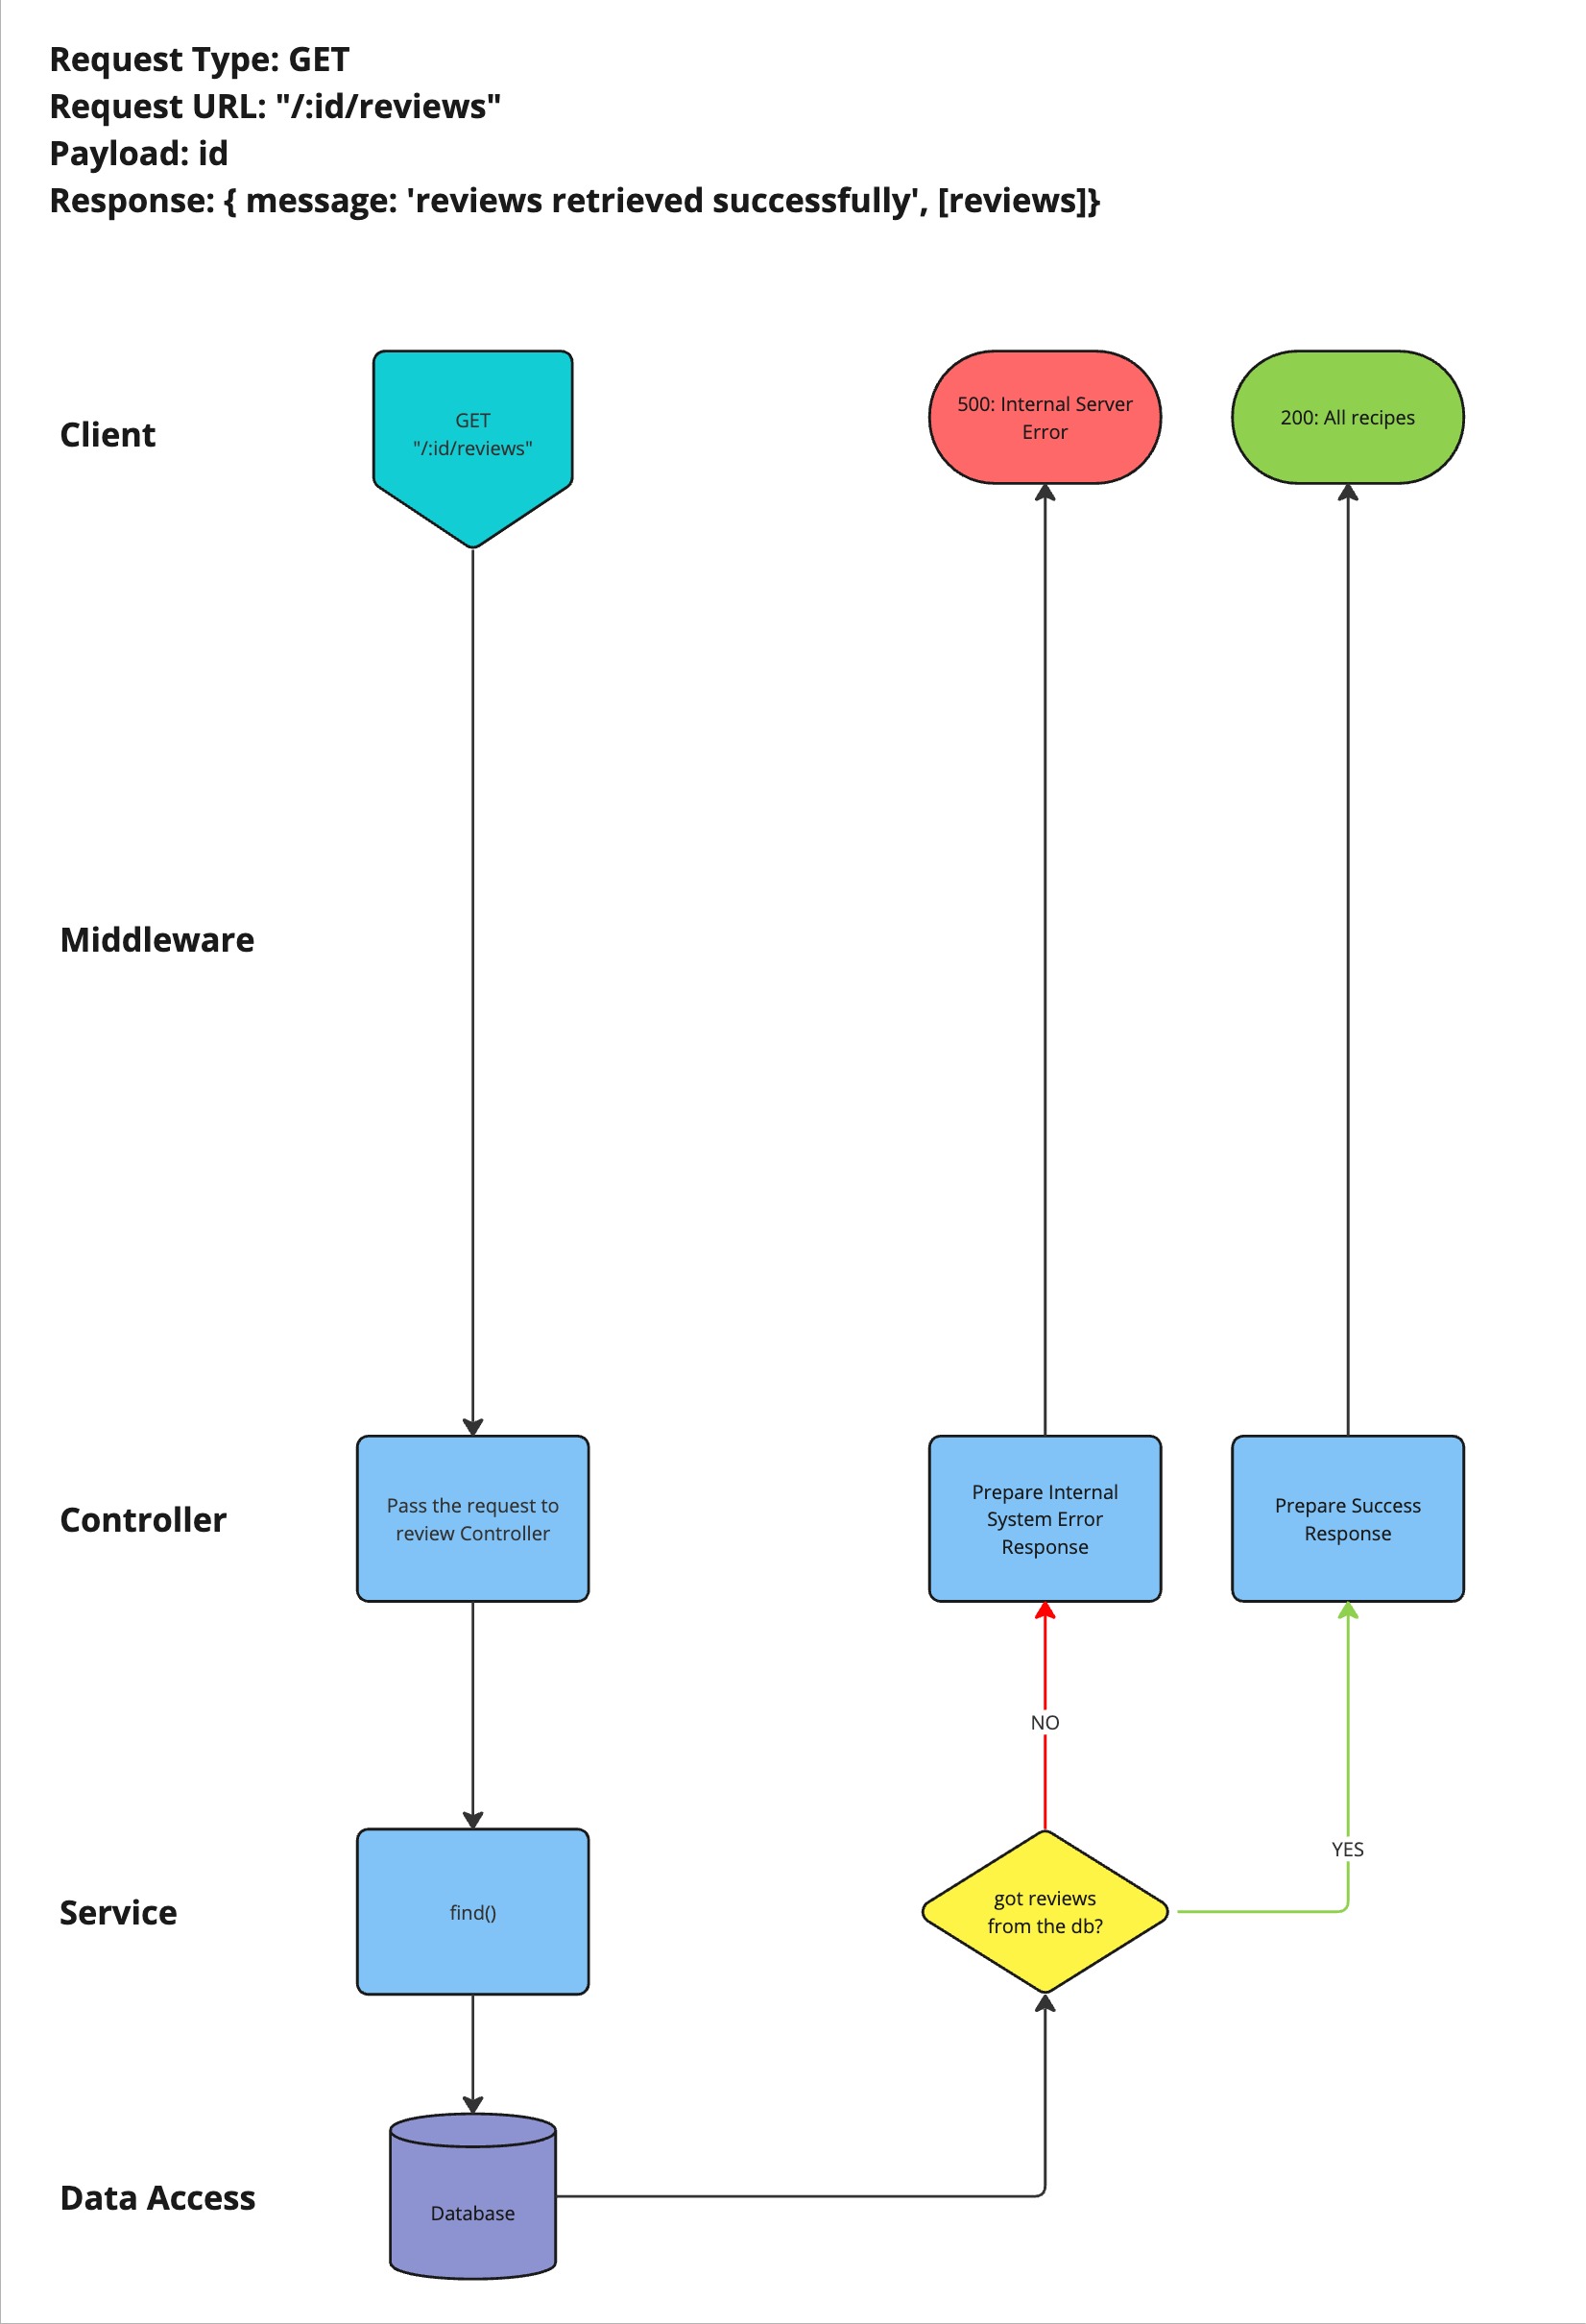 Request Type: GET
Request URL: "/:id/reviews"
Payload: id
Response: { message: 'reviews retrieved successfully', [reviews]}
Client
GET
"/:id/reviews"
500: Internal Server
Error
200: All recipes
Middleware
Controller
Pass the request to
review Controller
Prepare Internal
System Error
Response
Prepare Success
Response
NO
YES
Service
find()
got reviews
from the db?
Data Access
Database